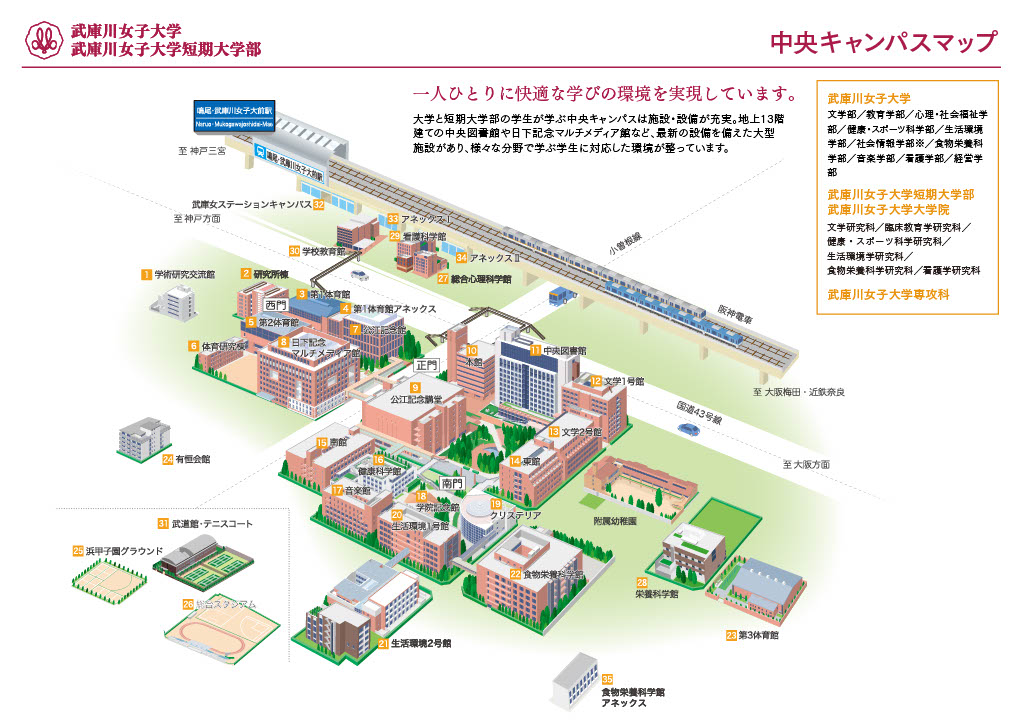 武庫川女子大学
武庫川女子大学短期大学部
中央キャンパスマップ
一人ひとりに快適な学びの環境を実現しています。
大学と短期大学部の学生が学ぶ中央キャンパスは施設・設備が充実。地上13階
建ての中央図書館や日下記念マルチメディア館など、最新の設備を備えた大型
施設があり、様々な分野で学ぶ学生に対応した環境が整っています。
武庫川女子大学
文学部／教育学部／心理・社会福祉学
部／健康・スポーツ科学部／生活環境
学部／社会情報学部※／食物栄養科
学部／音楽学部／看護学部／経営学
部
武庫川女子大学短期大学部
武庫川女子大学大学院
文学研究科／臨床教育学研究科／
健康・スポーツ科学研究科／
生活環境学研究科／
食物栄養科学研究科／看護学研究科
武庫川女子大学専攻科
鳴尾・武庫川女子大前駅
Naruo・Mukogawajoshidai-Mae
鳴尾・武庫川女子大前駅
至 神戸三宮
武庫女ステーションキャンパス 32
至 神戸方面
33 アネックスⅠ
29 看護科学館
30 学校教育館
34 アネックスⅡ
27 総合心理科学館
小曽根線
阪神電車
至 大阪梅田・近鉄奈良
国道43号線
至 大阪方面
1 学術研究交流館
2 研究所棟
3 第1体育館
西門
4 第1体育館アネックス
5 第2体育館
7 公江記念館
6 体育研究棟
8 日下記念
マルチメディア館
正門
10 本館
11 中央図書館
9
公江記念講堂
12 文学1号館
13 文学2号館
14 東館
15 南館
16
健康科学館
17 音楽館
南門
18
学院記念館
19
クリステリア
20
生活環境1号館
24 有恒会館
附属幼稚園
31 武道館・テニスコート
25 浜甲子園グラウンド
26 総合スタジアム
21 生活環境2号館
22 食物栄養科学館
28
栄養科学館
23 第3体育館
35
食物栄養科学館
アネックス